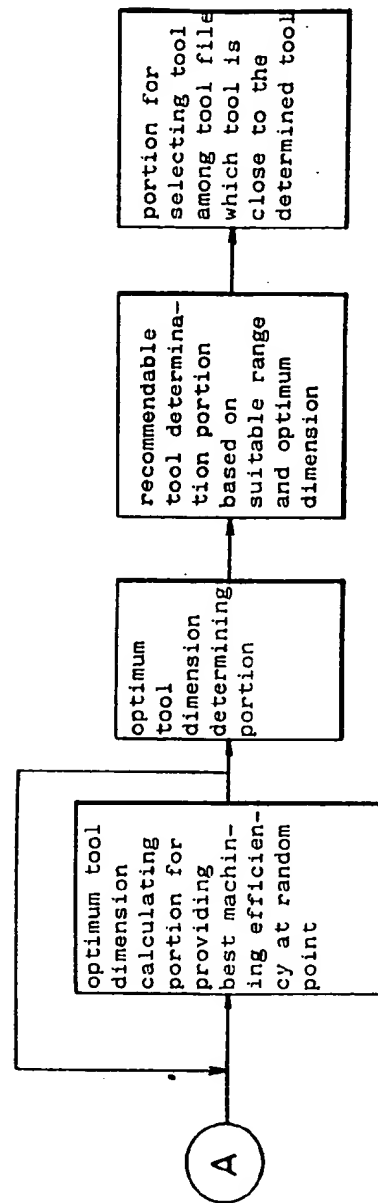 A
optimum tool
dimension
calculating
portion for
providing
best machin-
ing efficien-
cy at random
point
optimum
tool
dimension
determining
portion
recommendable
tool determina-
tion portion
based on
suitable range
and optimum
dimension
portion for
selecting tool
among tool file
which tool is
close to the
determined tool